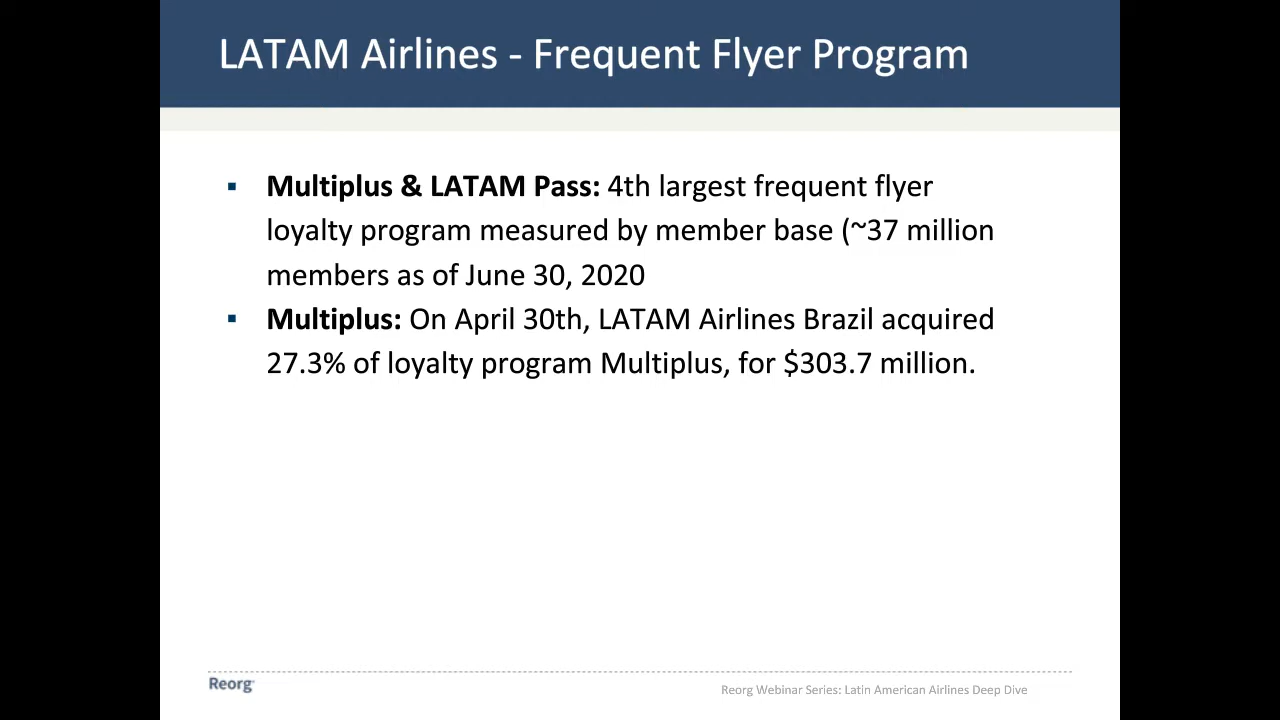 LATAM Airlines - Frequent Flyer Program
▪ Multiplus & LATAM Pass: 4th largest frequent flyer
loyalty program measured by member base (~37 million
members as of June 30, 2020
▪ Multiplus: On April 30th, LATAM Airlines Brazil acquired
27.3% of loyalty program Multiplus, for $303.7 million.
Reorg
Reorg Webinar Series: Latin American Airlines Deep Dive